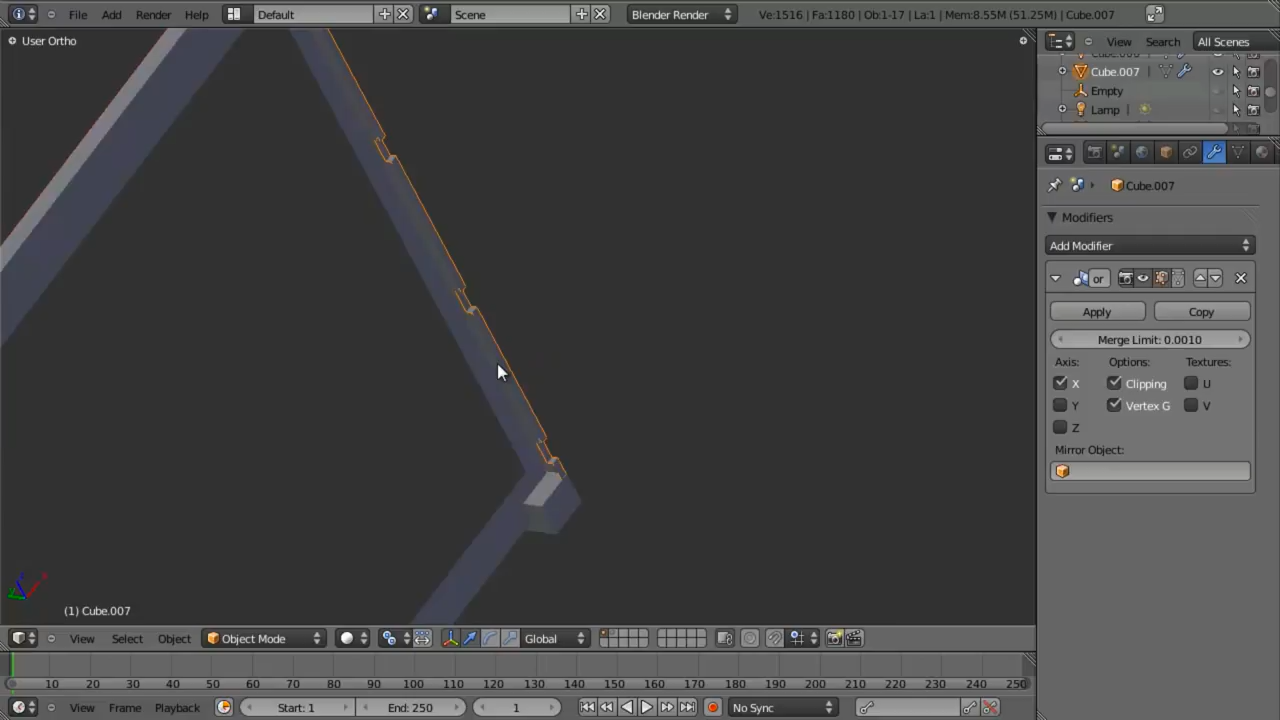 File Add Render Help Default Scene Blender Render Ve:1516 | Fa:1180 | Ob:1-17 | La:1 | Mem:8.55M (51.25M) | Cube.007
User Ortho
View Search All Scenes
Cube.007
Empty
Lamp
Cube.007
Modifiers
Add Modifier
or
Apply Copy
Merge Limit: 0.0010
Axis: Options: Textures:
X Clipping U
Y Vertex G V
Z
Mirror Object:
(1) Cube.007
View Select Object Object Mode Global
10 20 30 40 50 60 70 80 90 100 110 120 130 140 150 160 170 180 190 200 210 220 230 240 250
View Frame Playback Start: 1 End: 250 1 No Sync